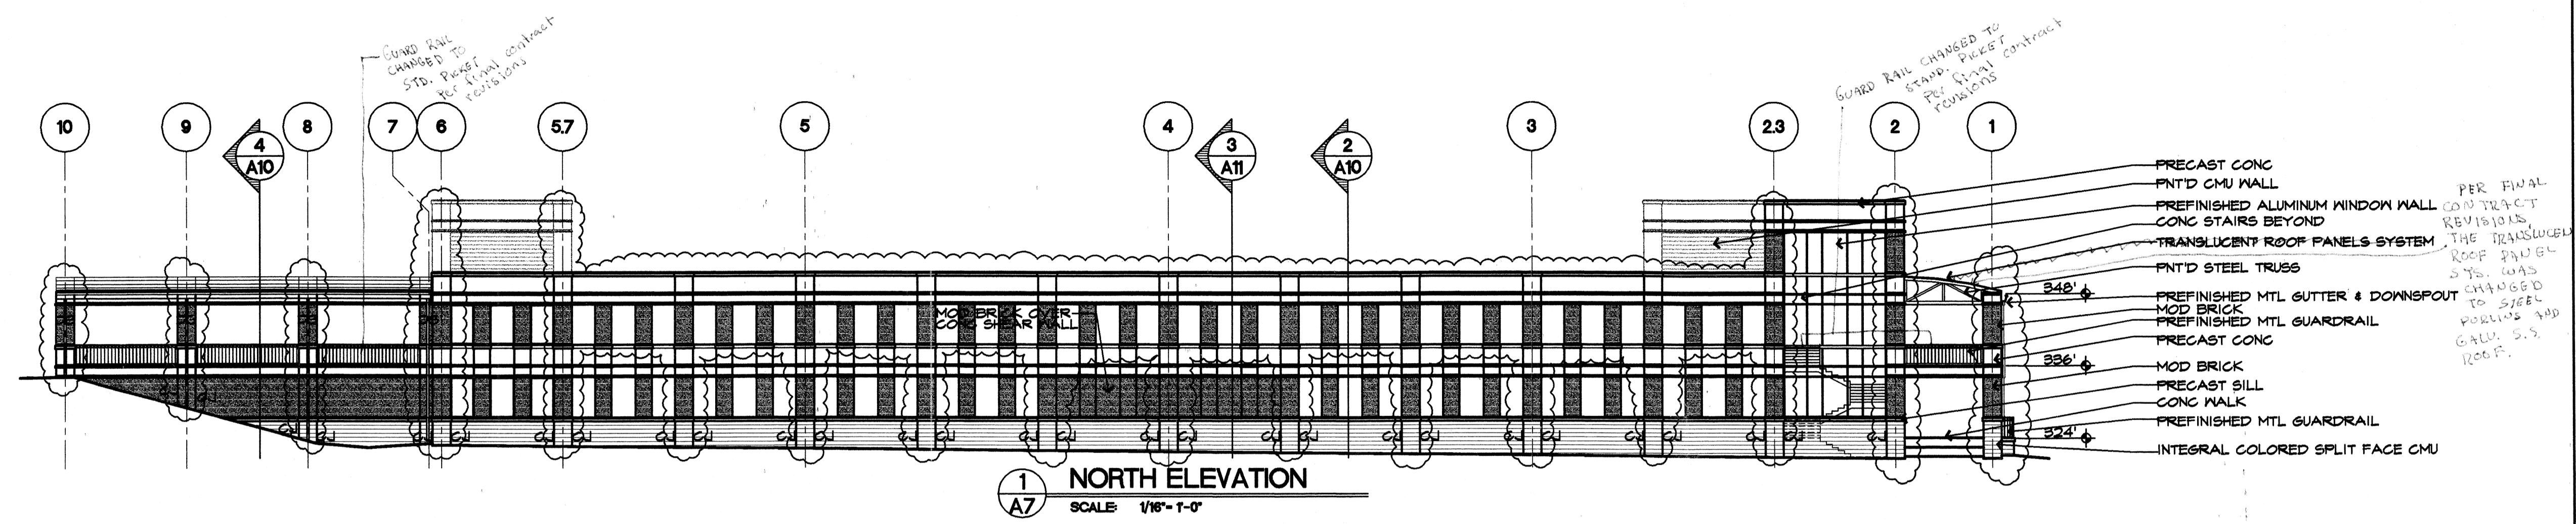 GUARD RAIL
CHANGED TO
STD. PICKET
Per final contract
revisions
GUARD RAIL CHANGED TO
STAND. PICKET
Per final contract
revisions
10
9
8
7
6
5.7
5
4
3
2.3
2
1
4
A10
3
A11
2
A10
PRECAST CONC
PNT'D CMU WALL
PREFINISHED ALUMINUM WINDOW WALL
CONC STAIRS BEYOND
TRANSLUCENT ROOF PANELS SYSTEM
PNT'D STEEL TRUSS
348'
PREFINISHED MTL GUTTER & DOWNSPOUT
MOD BRICK
PREFINISHED MTL GUARDRAIL
PRECAST CONC
336'
MOD BRICK
PRECAST SILL
CONC WALK
PREFINISHED MTL GUARDRAIL
324'
INTEGRAL COLORED SPLIT FACE CMU
PER FINAL
CONTRACT
REVISIONS,
THE TRANSLUCEN
ROOF PANEL
SYS. WAS
CHANGED
TO STEEL
PURLINS AND
GALV. S.S.
ROOF.
MOD BRICK OVER
CONC SHEAR WALL
1
A7
NORTH ELEVATION
SCALE: 1/16"= 1'-0"